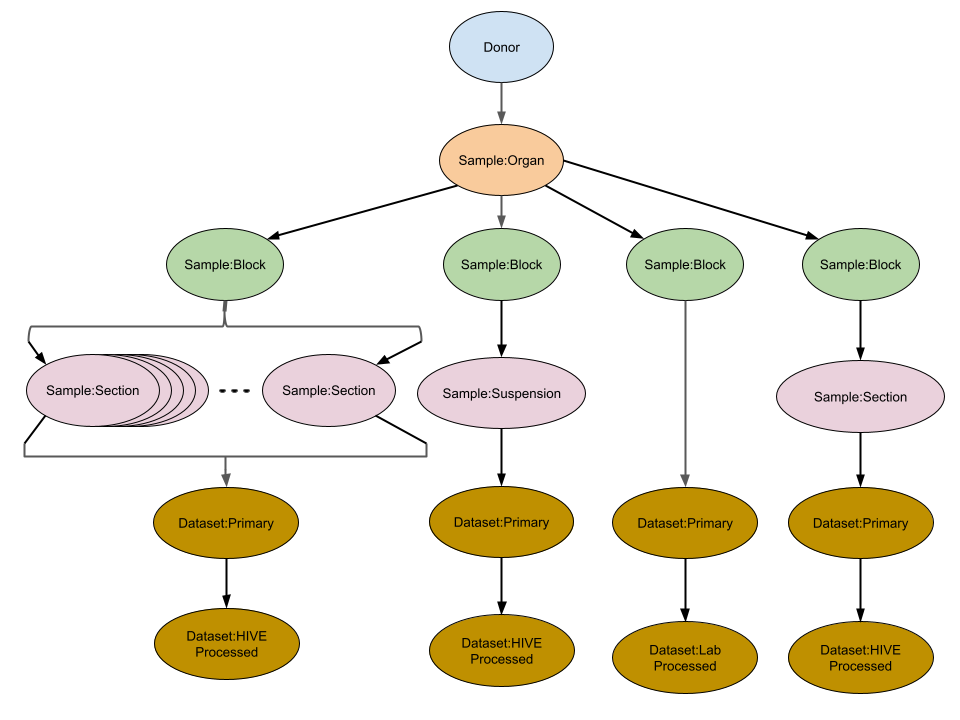 Donor
Sample:Organ
Sample:Block
Sample:Block
Sample:Block
Sample:Block
Sample:Section
Sample:Section
Sample:Suspension
Sample:Section
Dataset:Primary
Dataset:Primary
Dataset:Primary
Dataset:Primary
Dataset:HIVE
Processed
Dataset:HIVE
Processed
Dataset:Lab
Processed
Dataset:HIVE
Processed